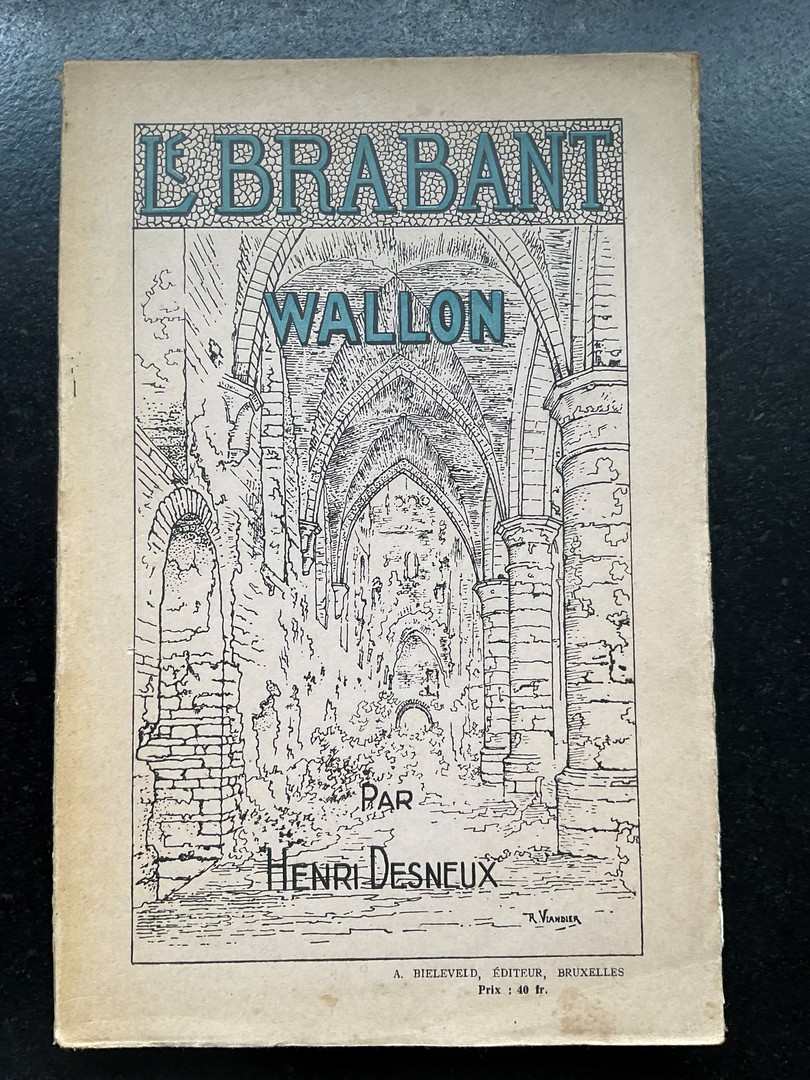 LE BRABANT
WALLON
PAR
HENRI DESNEUX
R. VIANDIER
A. BIELEVELD, ÉDITEUR, BRUXELLES
Prix : 40 fr.